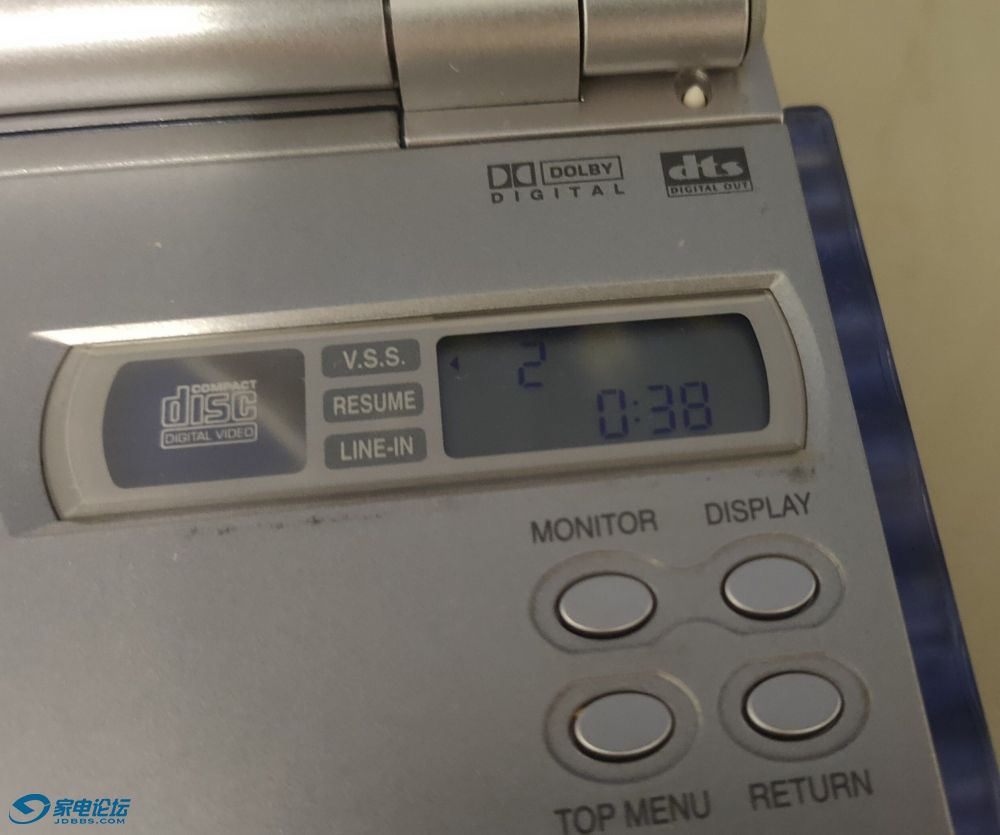 DOLBY
DIGITAL
dts
DIGITAL OUT
COMPACT
disc
DIGITAL VIDEO
V.S.S.
RESUME
LINE-IN
2
0:38
MONITOR
DISPLAY
TOP MENU
RETURN
家电论坛
JDBBS.COM